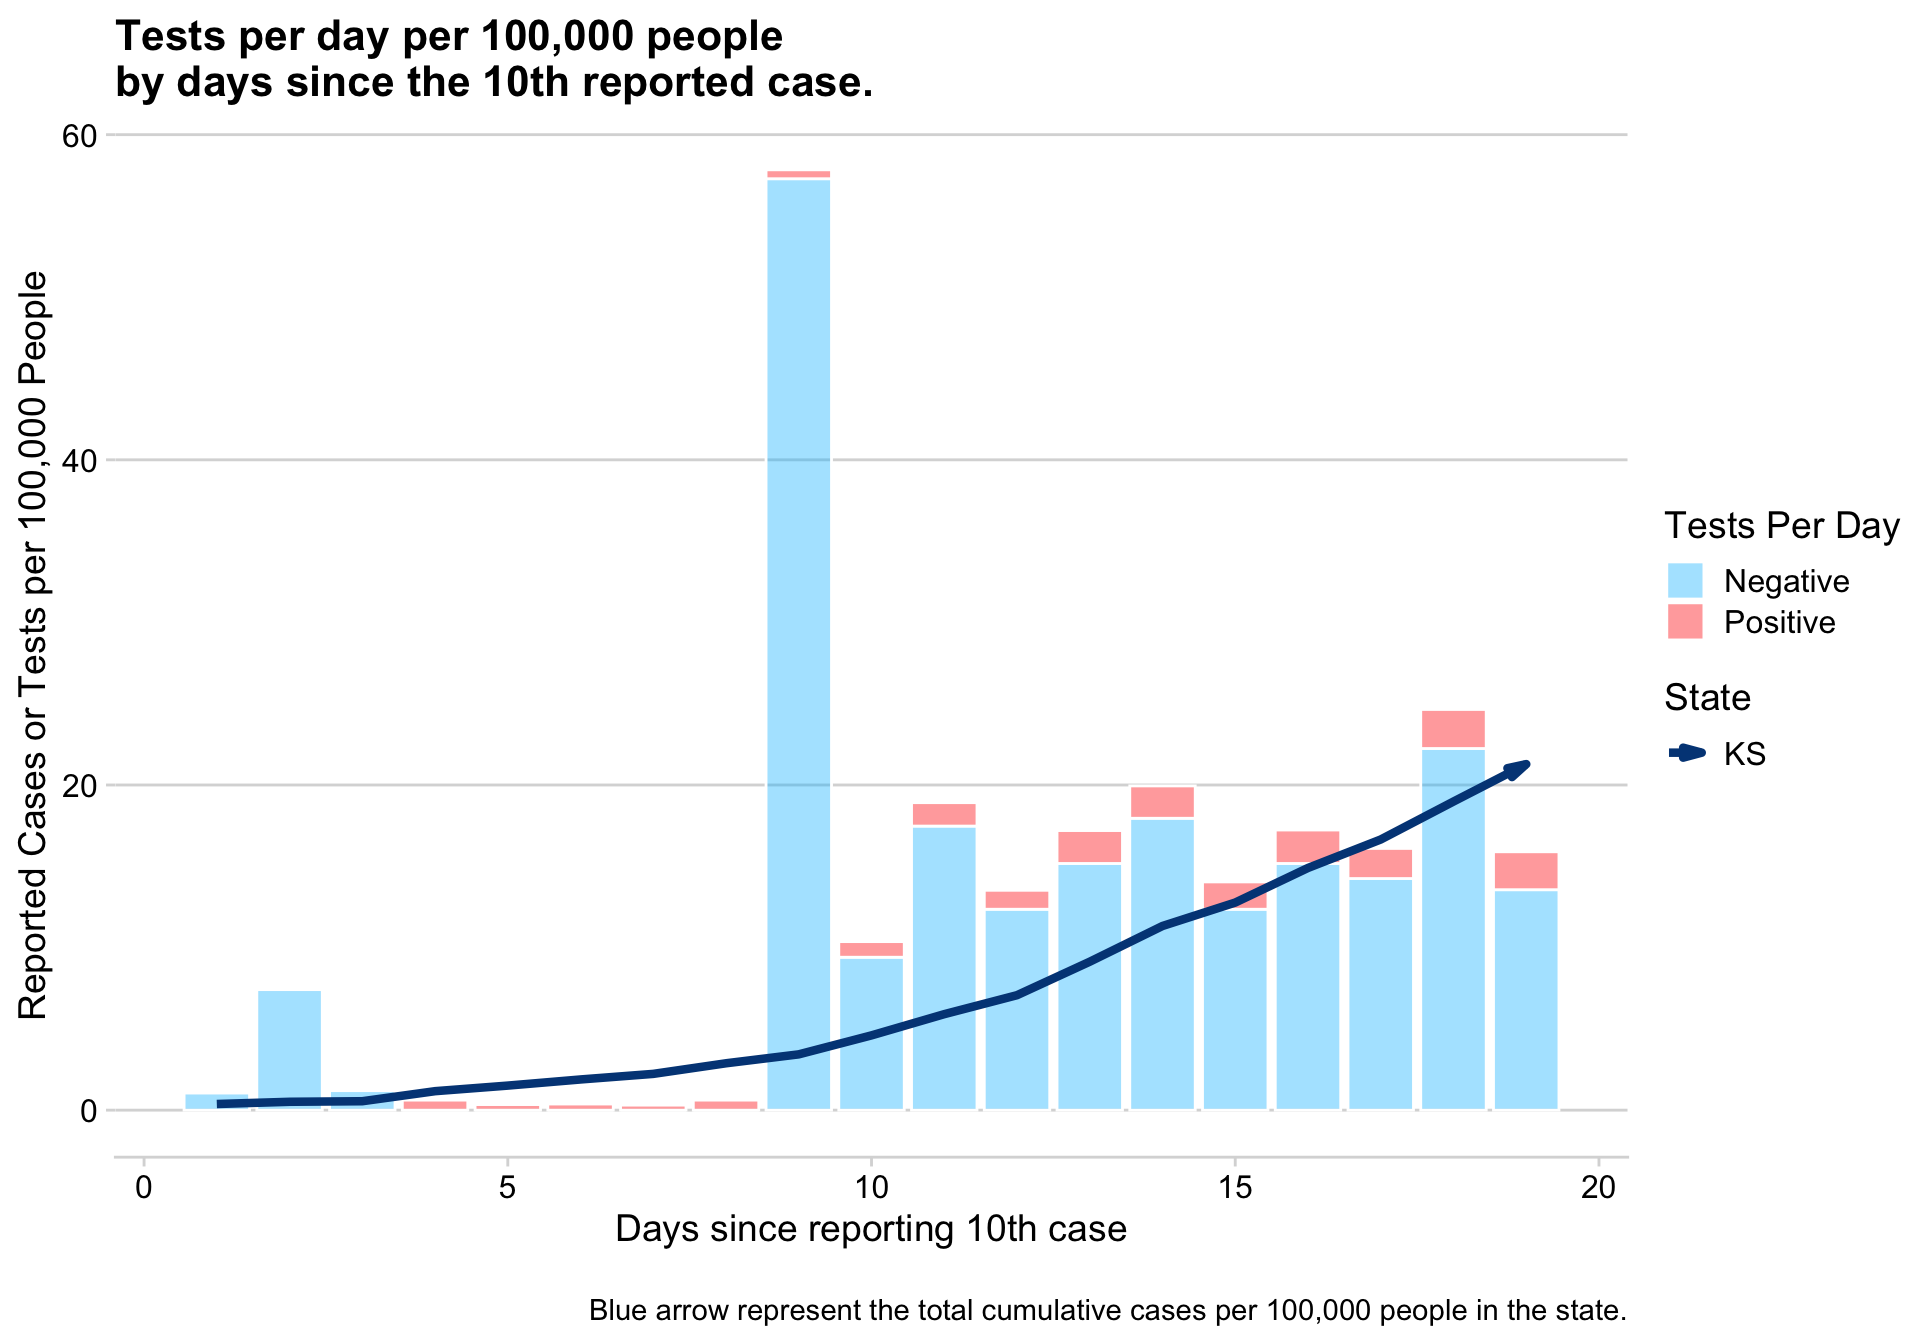 Tests per day per 100,000 people
by days since the 10th reported case.
Reported Cases or Tests per 100,000 People
60
40
20
0
0 5 10 15 20
Days since reporting 10th case
Tests Per Day
Negative
Positive
State
KS
Blue arrow represent the total cumulative cases per 100,000 people in the state.